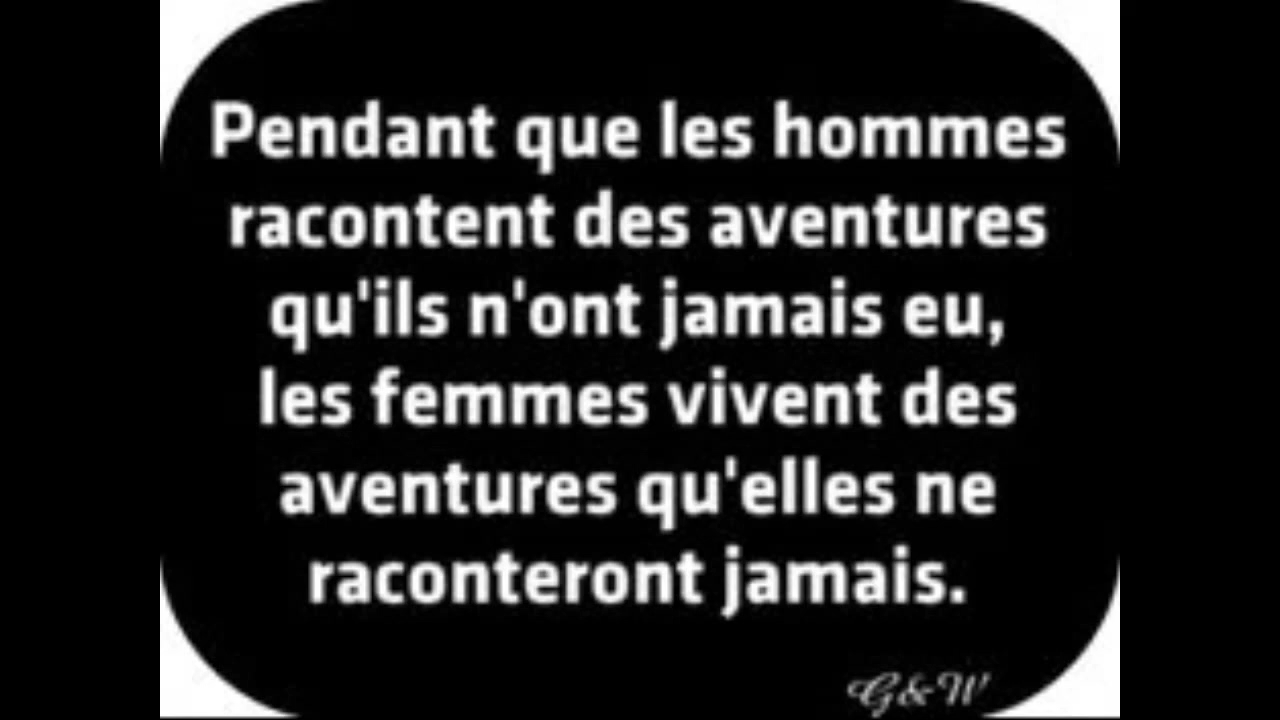 Pendant que les hommes
racontent des aventures
qu'ils n'ont jamais eu,
les femmes vivent des
aventures qu'elles ne
raconteront jamais.
G&W